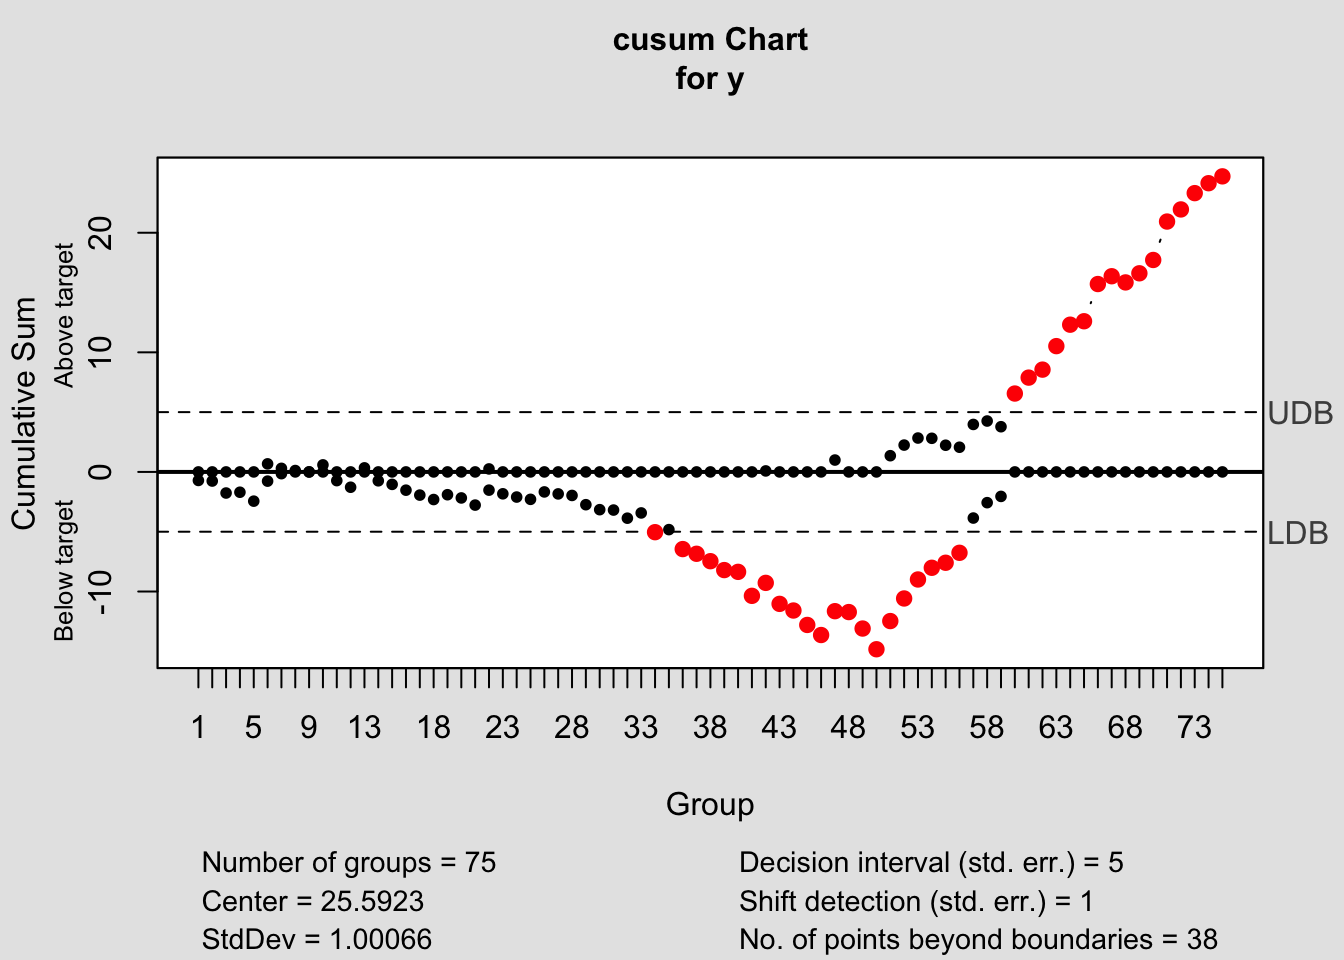 cusum Chart
for y
Cumulative Sum
Above target
Below target
20
10
0
-10
UDB
LDB
1 5 9 13 18 23 28 33 38 43 48 53 58 63 68 73
Group
Number of groups = 75
Center = 25.5923
StdDev = 1.00066
Decision interval (std. err.) = 5
Shift detection (std. err.) = 1
No. of points beyond boundaries = 38